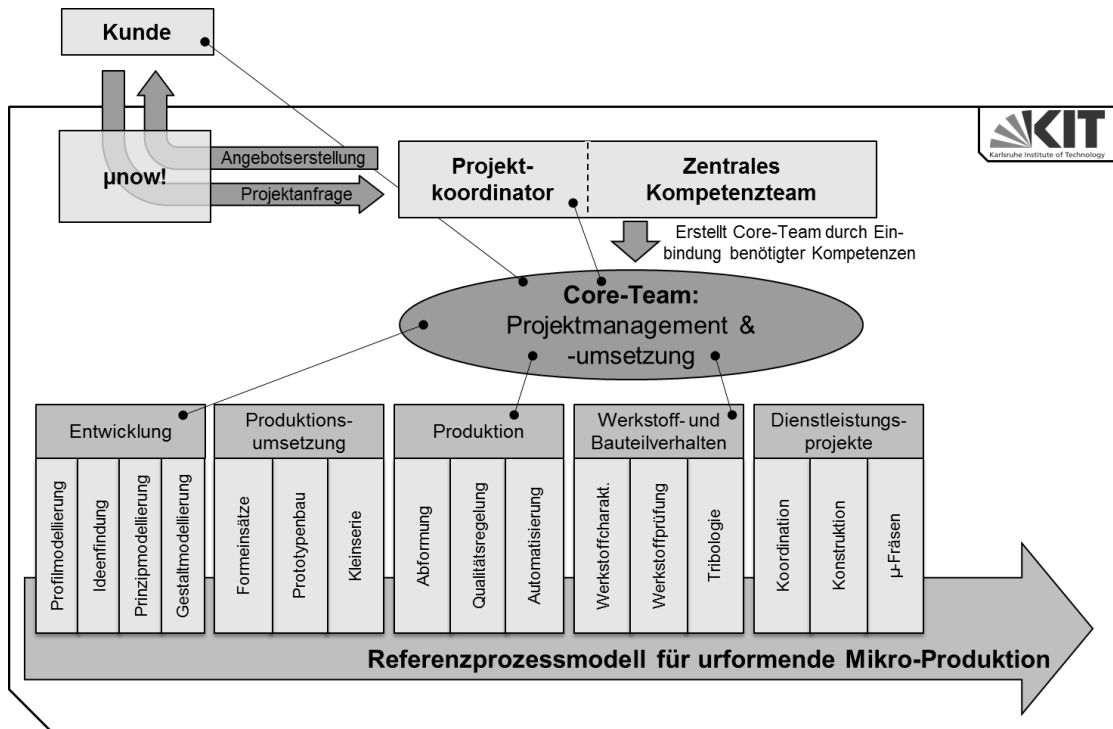 Kunde
KIT
Karlsruhe Institute of Technology
µnow!
Angebotserstellung
Projektanfrage
Projekt-
koordinator
Zentrales
Kompetenzteam
Erstellt Core-Team durch Ein-
bindung benötigter Kompetenzen
Core-Team:
Projektmanagement &
-umsetzung
Entwicklung
Produktions-
umsetzung
Produktion
Werkstoff- und
Bauteilverhalten
Dienstleistungs-
projekte
Profilmodellierung
Ideenfindung
Prinzipmodellierung
Gestaltmodellierung
Formeinsätze
Prototypenbau
Kleinserie
Abformung
Qualitätsregelung
Automatisierung
Werkstoffcharakt.
Werkstoffprüfung
Tribologie
Koordination
Konstruktion
µ-Fräsen
Referenzprozessmodell für urformende Mikro-Produktion